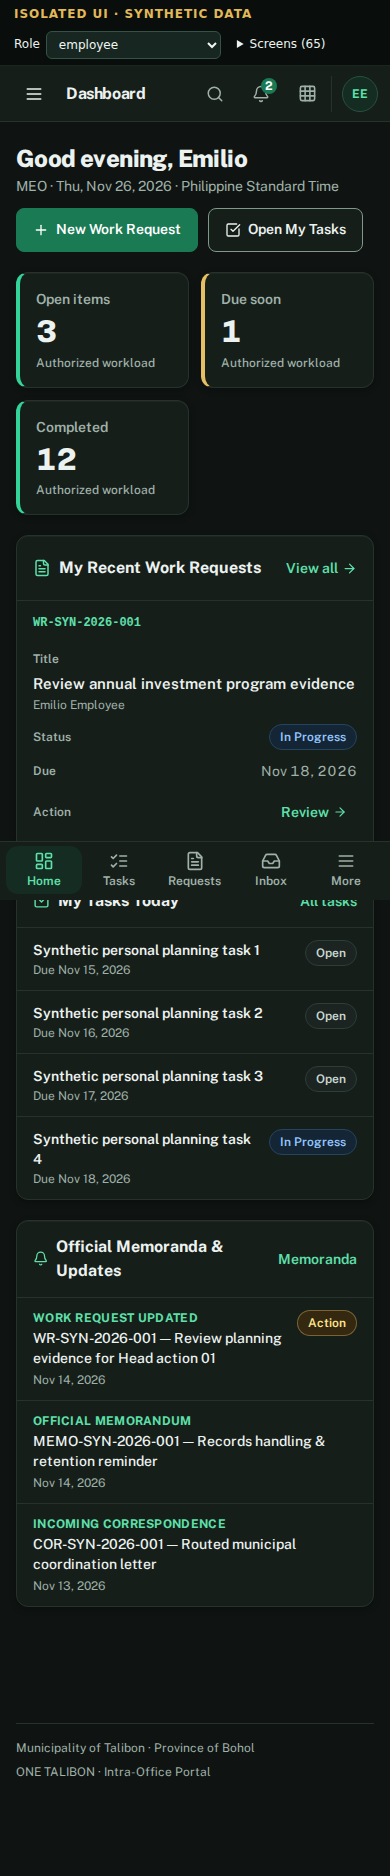 ISOLATED UI · SYNTHETIC DATA
Role employee Screens (65)
Dashboard 2 EE
Good evening, Emilio
MEO · Thu, Nov 26, 2026 · Philippine Standard Time
New Work Request Open My Tasks
Open items
3
Authorized workload
Due soon
1
Authorized workload
Completed
12
Authorized workload
My Recent Work Requests View all →
WR-SYN-2026-001
Title
Review annual investment program evidence
Emilio Employee
Status In Progress
Due Nov 18, 2026
Action Review →
Home Tasks Requests Inbox More
My Tasks Today All tasks
Synthetic personal planning task 1 Open
Due Nov 15, 2026
Synthetic personal planning task 2 Open
Due Nov 16, 2026
Synthetic personal planning task 3 Open
Due Nov 17, 2026
Synthetic personal planning task In Progress
4
Due Nov 18, 2026
Official Memoranda &
Updates
Memoranda
WORK REQUEST UPDATED Action
WR-SYN-2026-001 — Review planning
evidence for Head action 01
Nov 14, 2026
OFFICIAL MEMORANDUM
MEMO-SYN-2026-001 — Records handling &
retention reminder
Nov 14, 2026
INCOMING CORRESPONDENCE
COR-SYN-2026-001 — Routed municipal
coordination letter
Nov 13, 2026
Municipality of Talibon · Province of Bohol
ONE TALIBON · Intra-Office Portal